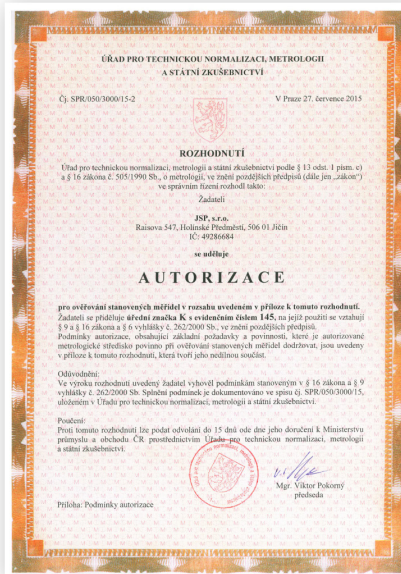 ÚŘAD PRO TECHNICKOU NORMALIZACI, METROLOGII
A STÁTNÍ ZKUŠEBNICTVÍ
Čj. SPR/050/3000/15-2 V Praze 27. července 2015
ROZHODNUTÍ
Úřad pro technickou normalizaci, metrologii a státní zkušebnictví podle § 13 odst. 1 písm. c)
a § 16 zákona č. 505/1990 Sb., o metrologii, ve znění pozdějších předpisů (dále jen „zákon")
ve správním řízení rozhodl takto:
Žadateli
JSP, s.r.o.
Raisova 547, Holínské Předměstí, 506 01 Jičín
IČ: 49286684
se uděluje
AUTORIZACE
pro ověřování stanovených měřidel v rozsahu uvedeném v příloze k tomuto rozhodnutí.
Žadateli se přiděluje úřední značka K s evidenčním číslem 145, na jejíž použití se vztahují
§ 9 a 16 zákona a § 6 vyhlášky č. 262/2000 Sb., ve znění pozdějších předpisů.
Podmínky autorizace, obsahující základní požadavky a povinnosti, které je autorizované
metrologické středisko povinno při ověřování stanovených měřidel dodržovat, jsou uvedeny
v příloze k tomuto rozhodnutí, která tvoří jeho nedílnou součást.
Odůvodnění:
Ve výroku rozhodnutí uvedený žadatel vyhověl podmínkám stanoveným v § 16 zákona a § 9
vyhlášky č. 262/2000 Sb. Splnění podmínek je dokumentováno ve spisu čj. SPR/050/3000/15,
uloženém v Úřadu pro technickou normalizaci, metrologii a státní zkušebnictví.
Poučení:
Proti tomuto rozhodnutí lze podat odvolání do 15 dnů ode dne jeho doručení k Ministerstvu
průmyslu a obchodu ČR prostřednictvím Úřadu pro technickou normalizaci, metrologii
a státní zkušebnictví.
Mgr. Viktor Pokorný
předseda
Příloha: Podmínky autorizace